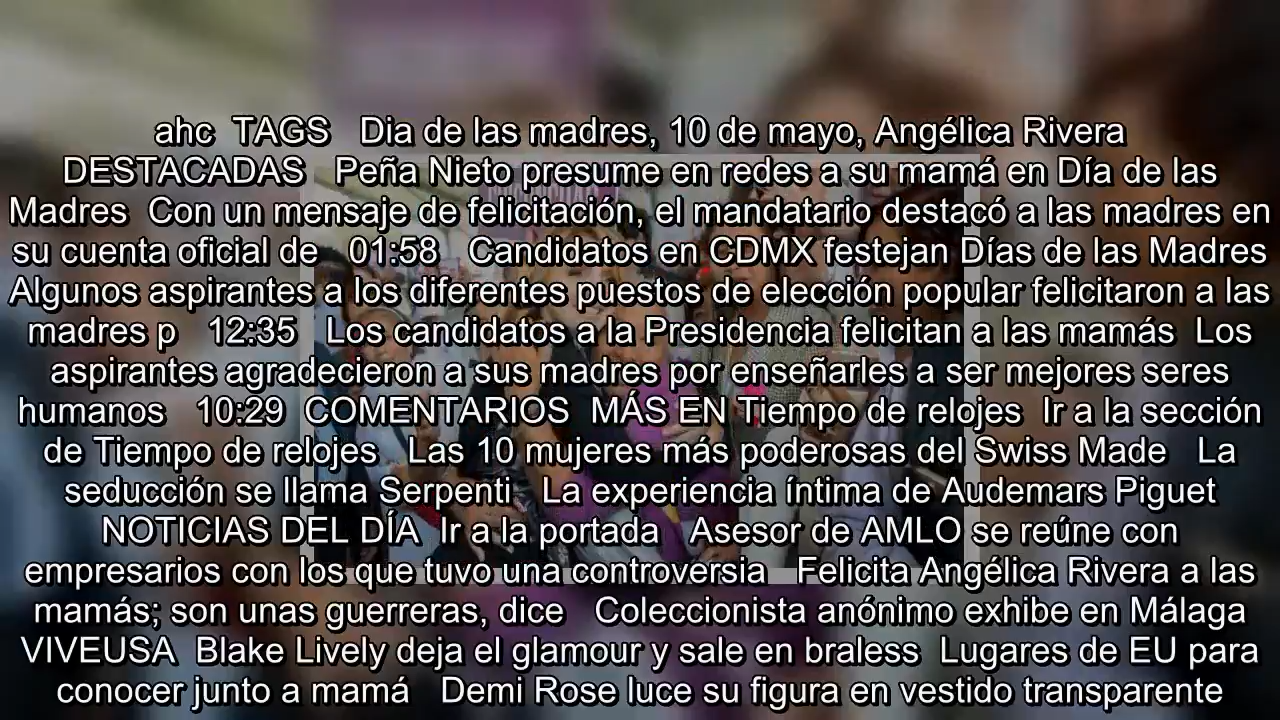 ahc TAGS Dia de las madres, 10 de mayo, Angélica Rivera
DESTACADAS Peña Nieto presume en redes a su mamá en Día de las
Madres Con un mensaje de felicitación, el mandatario destacó a las madres en
su cuenta oficial de 01:58 Candidatos en CDMX festejan Días de las Madres
Algunos aspirantes a los diferentes puestos de elección popular felicitaron a las
madres p 12:35 Los candidatos a la Presidencia felicitan a las mamás Los
aspirantes agradecieron a sus madres por enseñarles a ser mejores seres
humanos 10:29 COMENTARIOS MÁS EN Tiempo de relojes Ir a la sección
de Tiempo de relojes Las 10 mujeres más poderosas del Swiss Made La
seducción se llama Serpenti La experiencia íntima de Audemars Piguet
NOTICIAS DEL DÍA Ir a la portada Asesor de AMLO se reúne con
empresarios con los que tuvo una controversia Felicita Angélica Rivera a las
mamás; son unas guerreras, dice Coleccionista anónimo exhibe en Málaga
VIVEUSA Blake Lively deja el glamour y sale en braless Lugares de EU para
conocer junto a mamá Demi Rose luce su figura en vestido transparente